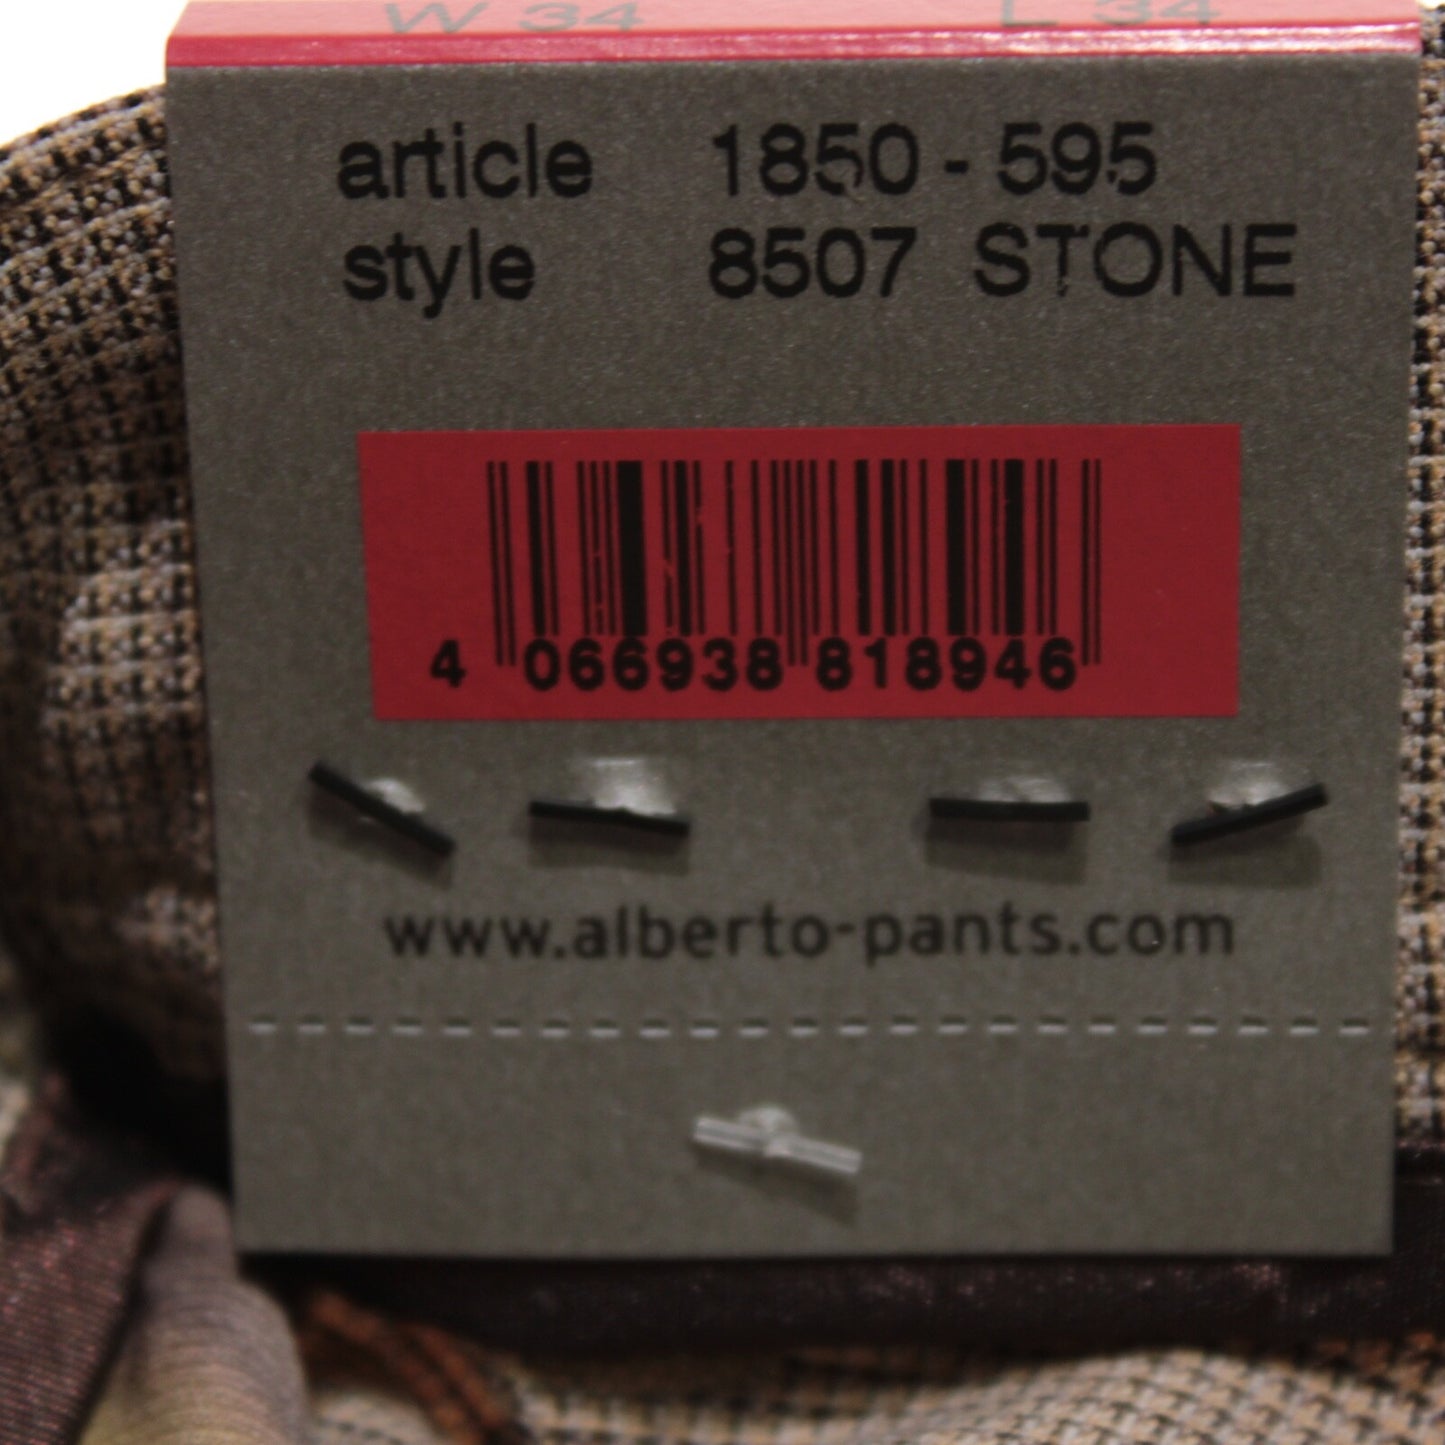 W 34 L 34
article 1850 - 595
style 8507 STONE
4 066938 818946
www.alberto-pants.com